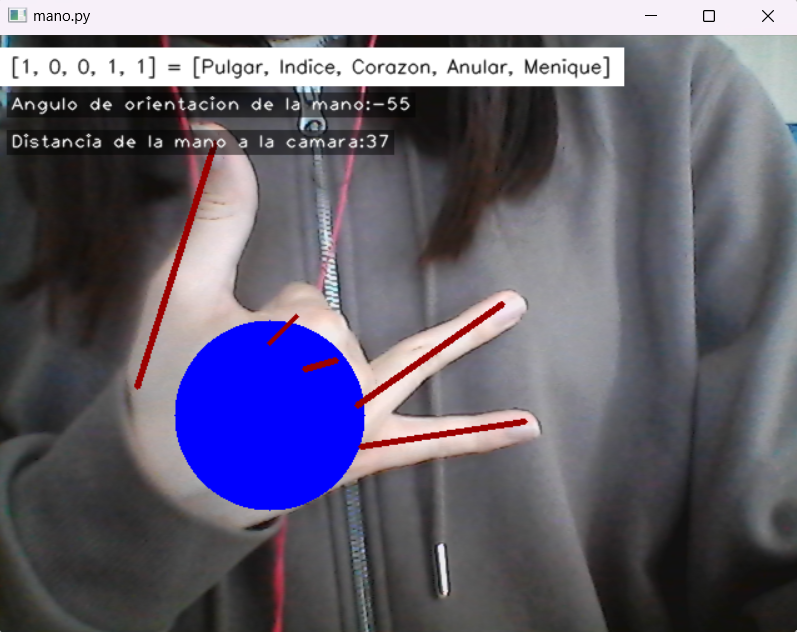 mano.py
[1, 0, 0, 1, 1] = [Pulgar, Indice, Corazon, Anular, Menique]
Angulo de orientacion de la mano:-55
Distancia de la mano a la camara:37